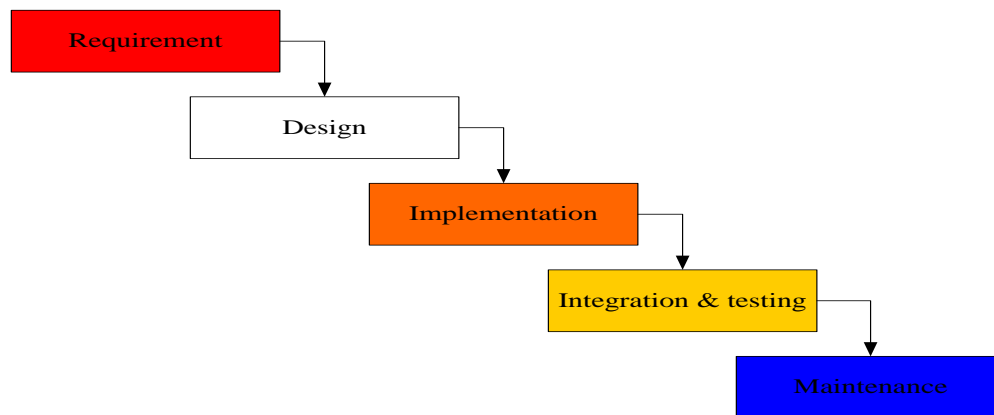 Requirement
Design
Implementation
Integration & testing
Maintenance